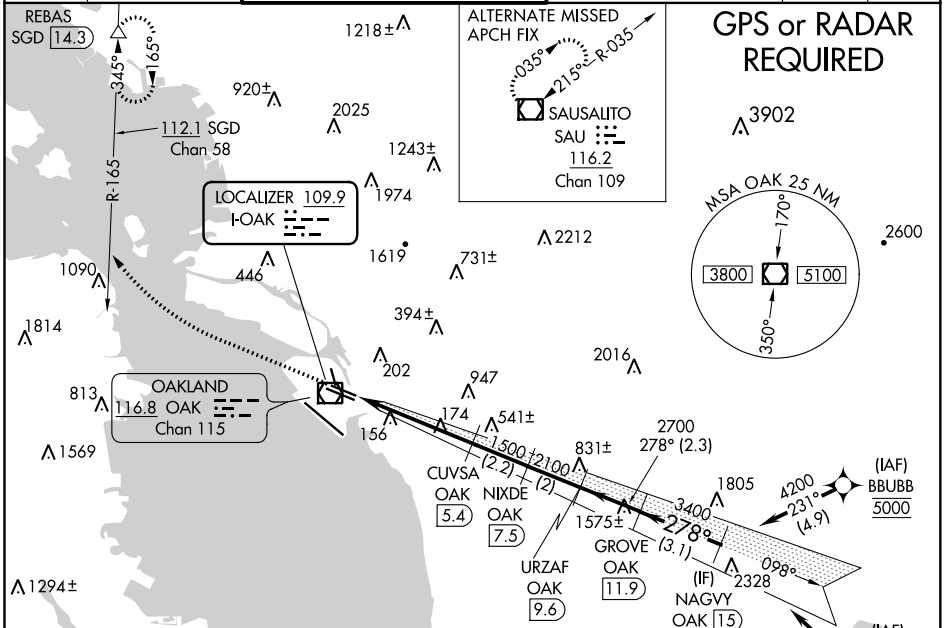 REBAS
SGD 14.3
345°
165°
1218±
920±
2025
112.1 SGD
Chan 58
R-165
1243±
1974
LOCALIZER 109.9
I-OAK
ALTERNATE MISSED
APCH FIX
035°
215°
R-035
SAUSALITO
SAU
116.2
Chan 109
GPS or RADAR
REQUIRED
3902
MSA OAK 25 NM
170°
3800
5100
350°
2600
2212
1619
731±
446
1090
394±
1814
202
2016
OAKLAND
116.8 OAK
Chan 115
813
947
156
174
541±
1569
2700
278° (2.3)
831±
1500
2100
(2.2)
(2)
CUVSA
OAK
5.4
NIXDE
OAK
7.5
1575±
1805
3400
278°
(3.1)
4200
231°
(4.9)
(IAF)
BBUBB
5000
URZAF
OAK
9.6
GROVE
OAK
11.9
(IF)
NAGVY
OAK 15
2328
098°
1294±
(IAF)